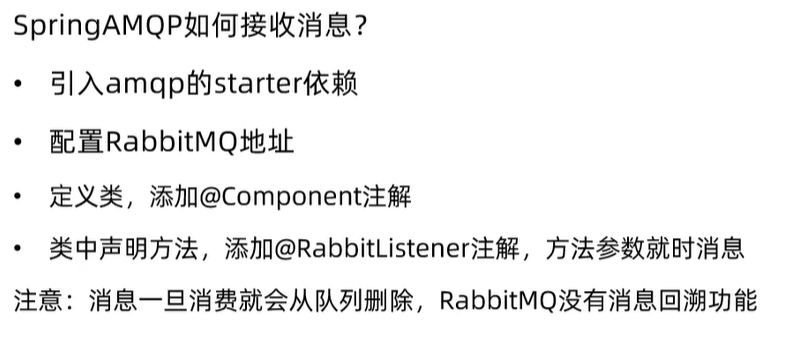 SpringAMQP如何接收消息？
• 引入amqp的starter依赖
• 配置RabbitMQ地址
• 定义类，添加@Component注解
• 类中声明方法，添加@RabbitListener注解，方法参数就时消息
注意：消息一旦消费就会从队列删除，RabbitMQ没有消息回溯功能